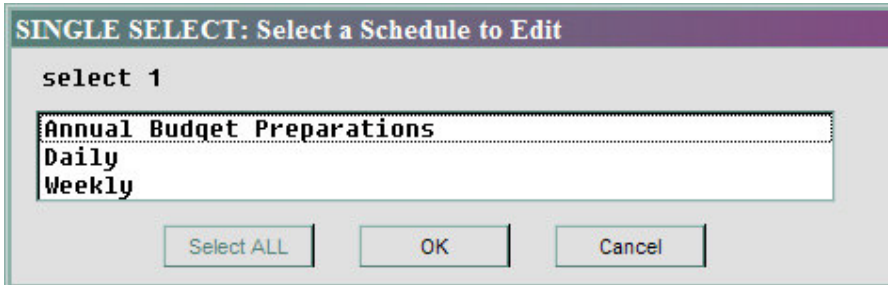 SINGLE SELECT: Select a Schedule to Edit
select 1
Annual Budget Preparations
Daily
Weekly
Select ALL OK Cancel